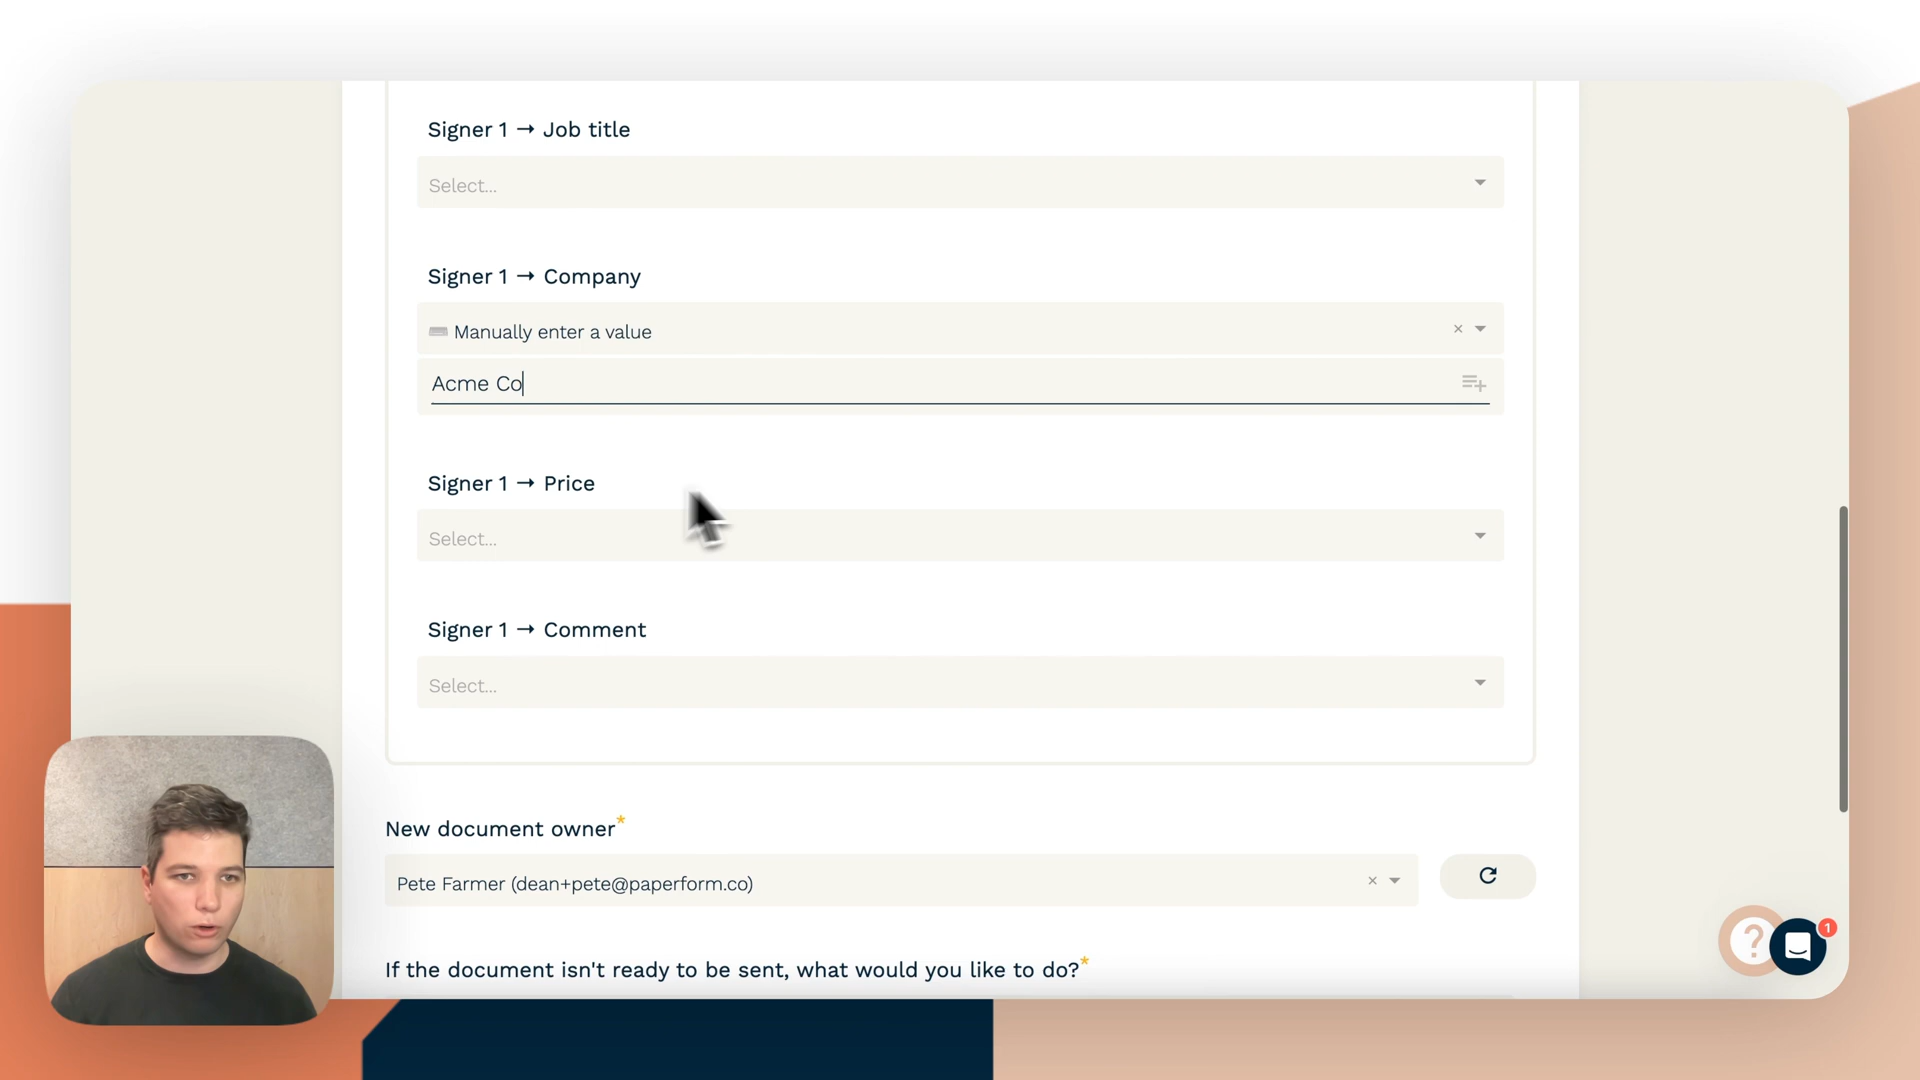 Signer 1 → Job title
Select...
Signer 1 → Company
Manually enter a value
Acme Co
Signer 1 → Price
Select...
Signer 1 → Comment
Select...
New document owner*
Pete Farmer (dean+pete@paperform.co)
If the document isn't ready to be sent, what would you like to do?*
?
1